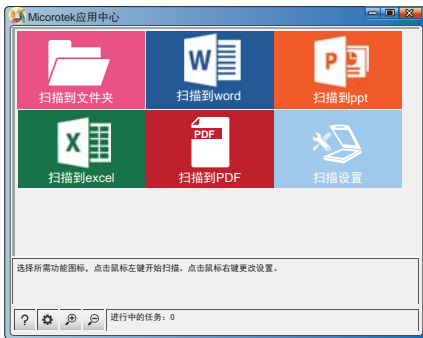 Micorotek应用中心
扫描到文件夹
W
扫描到word
P
扫描到ppt
X
扫描到excel
PDF
扫描到PDF
扫描设置
选择所需功能图标，点击鼠标左键开始扫描。点击鼠标右键更改设置。
?
进行中的任务：0